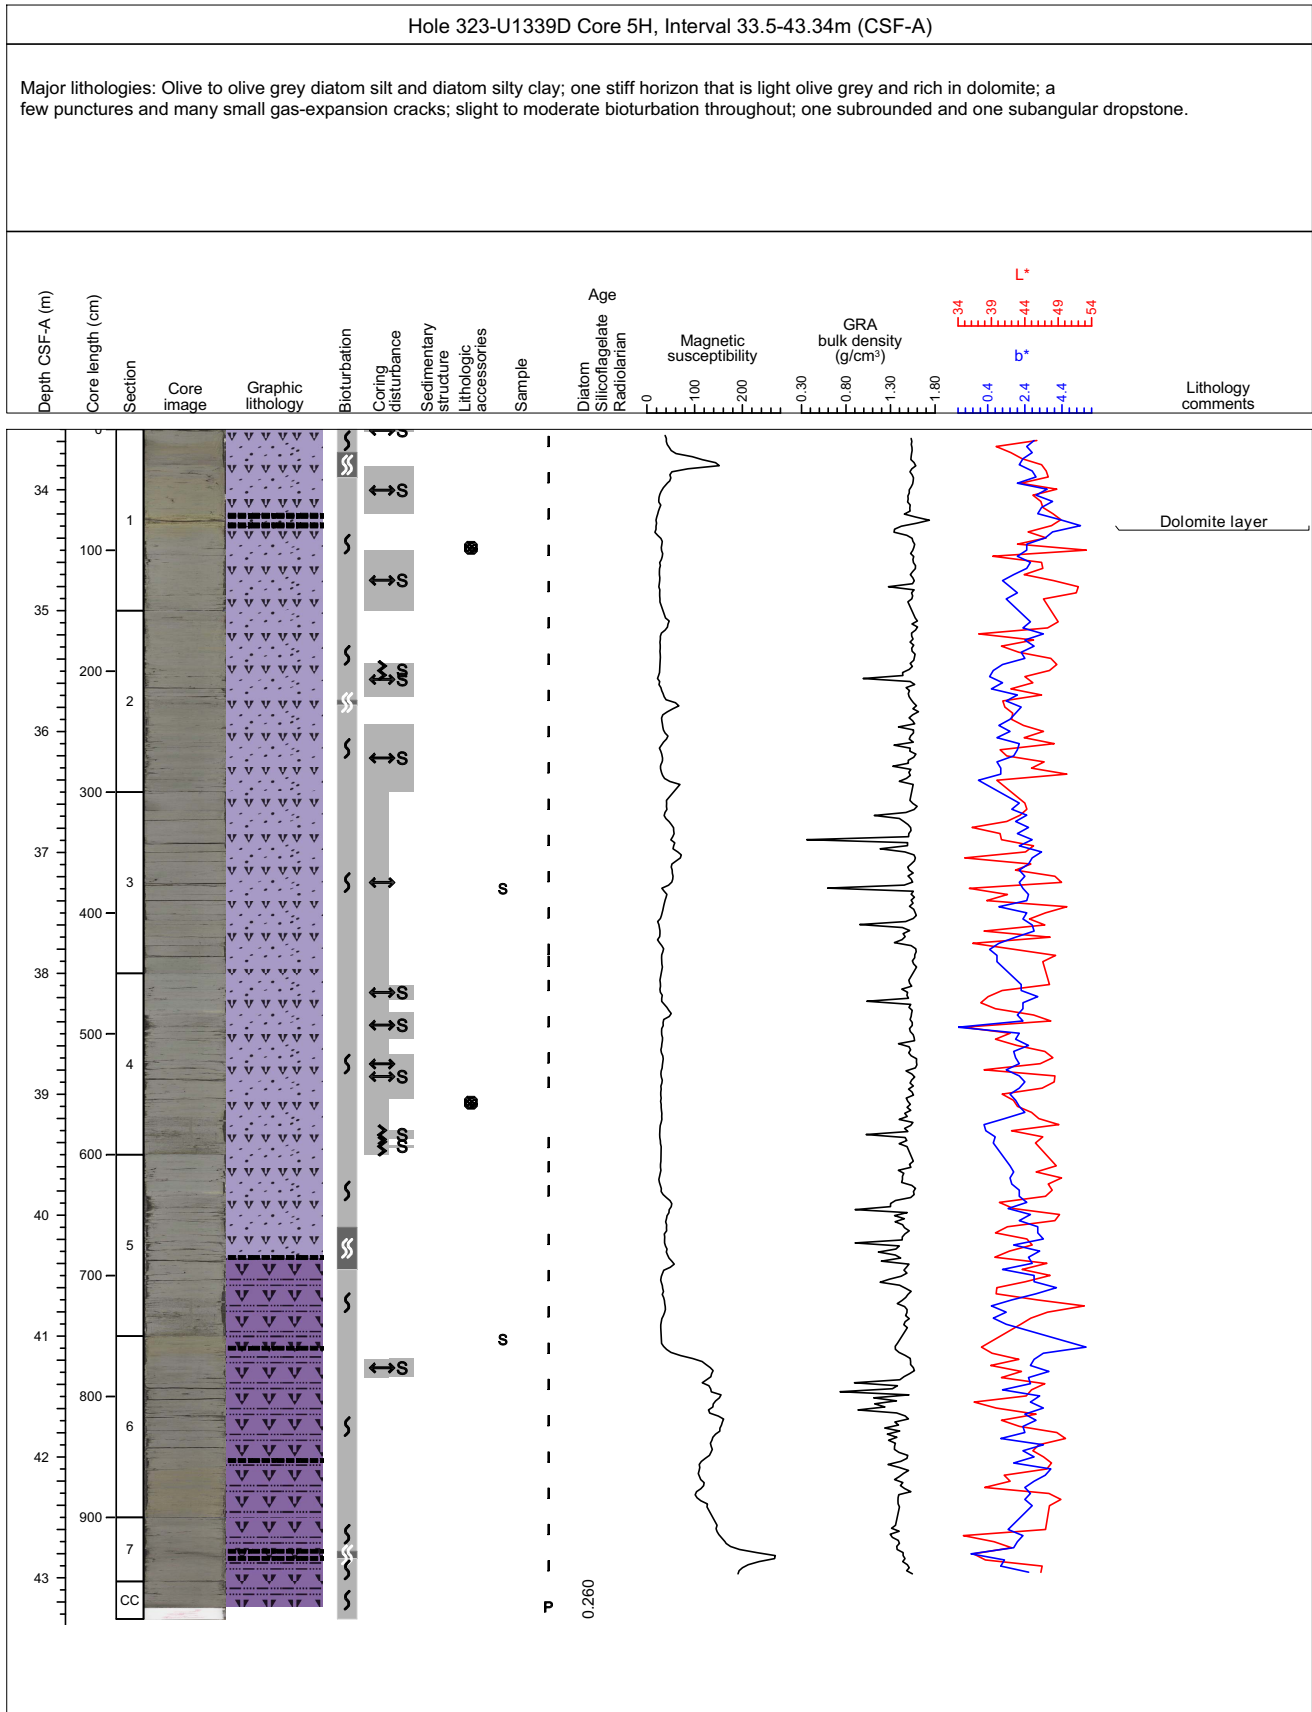 Hole 323-U1339D Core 5H, Interval 33.5-43.34m (CSF-A)
Major lithologies: Olive to olive grey diatom silt and diatom silty clay; one stiff horizon that is light olive grey and rich in dolomite; a
few punctures and many small gas-expansion cracks; slight to moderate bioturbation throughout; one subrounded and one subangular dropstone.
Depth CSF-A (m)
Core length (cm)
Section
Core
image
Graphic
lithology
Bioturbation
Coring
disturbance
Sedimentary
structure
Lithologic
accessories
Sample
Age
Diatom
Silicoflagelate
Radiolarian
Magnetic
susceptibility
0 100 200
GRA
bulk density
(g/cm³)
0.30 0.80 1.30 1.80
L*
34 39 44 49 54
b*
0.4 2.4 4.4
Lithology
comments
0
S
34
S
1
Dolomite layer
100
S
35
200
S
S
2
36
S
300
37
3
S
400
38
S
S
500
4
S
39
S
S
600
40
5
700
41
S
S
800
6
42
900
7
43
CC
P
0.260